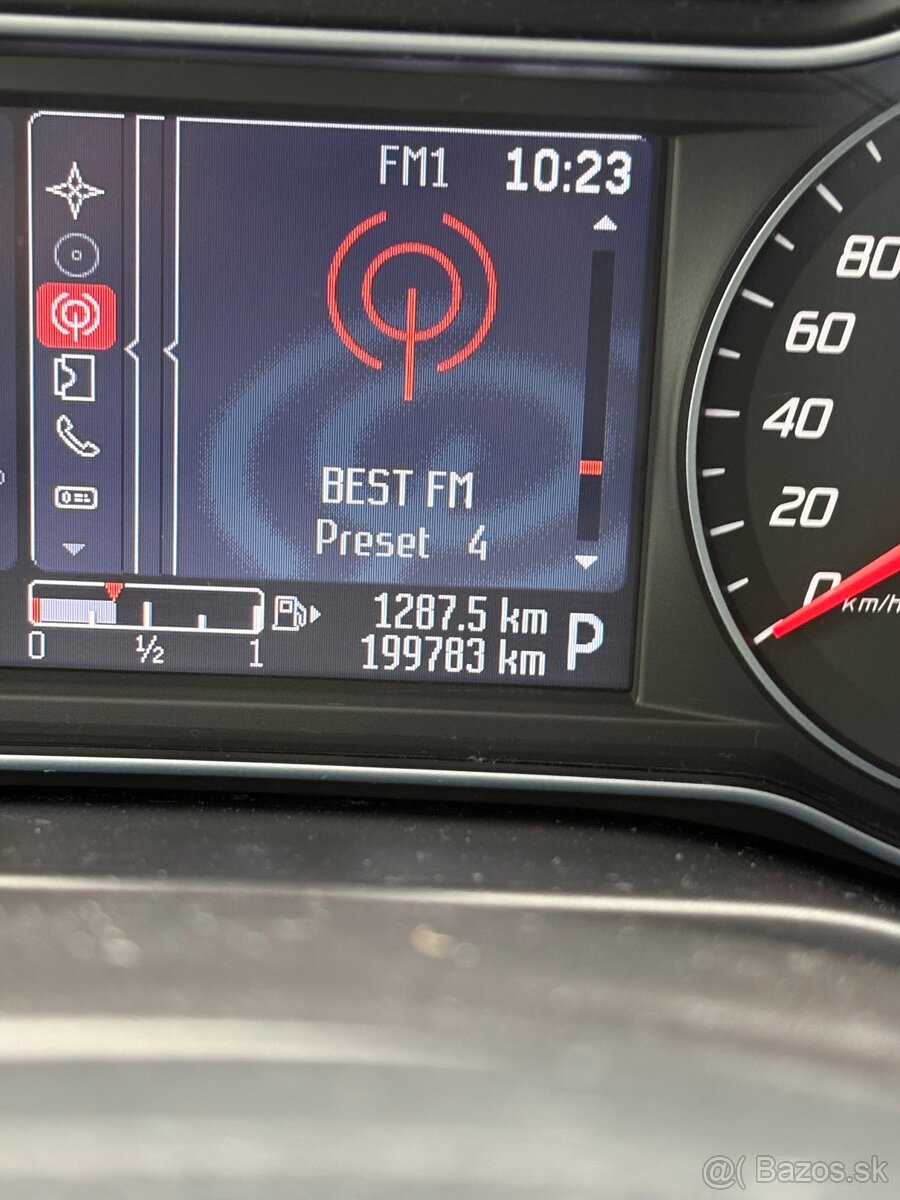 FM1 10:23
BEST FM
Preset 4
1287.5 km
199783 km
P
0 ½ 1
80
60
40
20
0
km/h
@( Bazos.sk